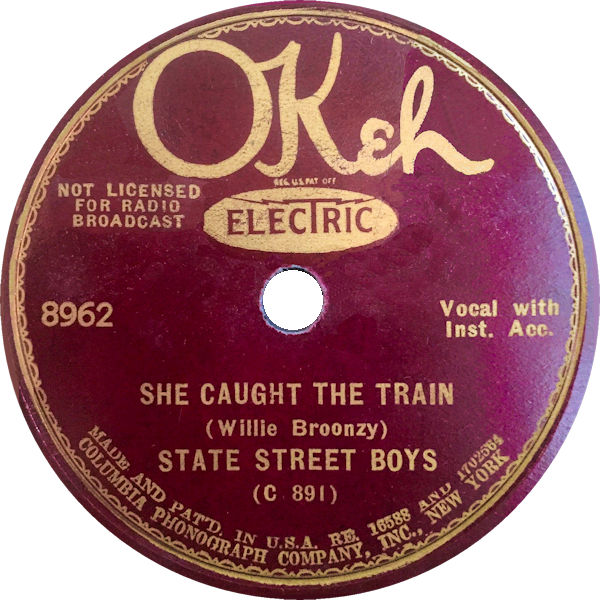 OKeh
REG. U.S. PAT. OFF.
ELECTRIC
NOT LICENSED
FOR RADIO
BROADCAST
8962
Vocal with
Inst. Acc.
SHE CAUGHT THE TRAIN
(Willie Broonzy)
STATE STREET BOYS
(C 891)
MADE AND PAT'D. IN U.S.A. RE. 16588 AND 1702564
COLUMBIA PHONOGRAPH COMPANY, INC., NEW YORK